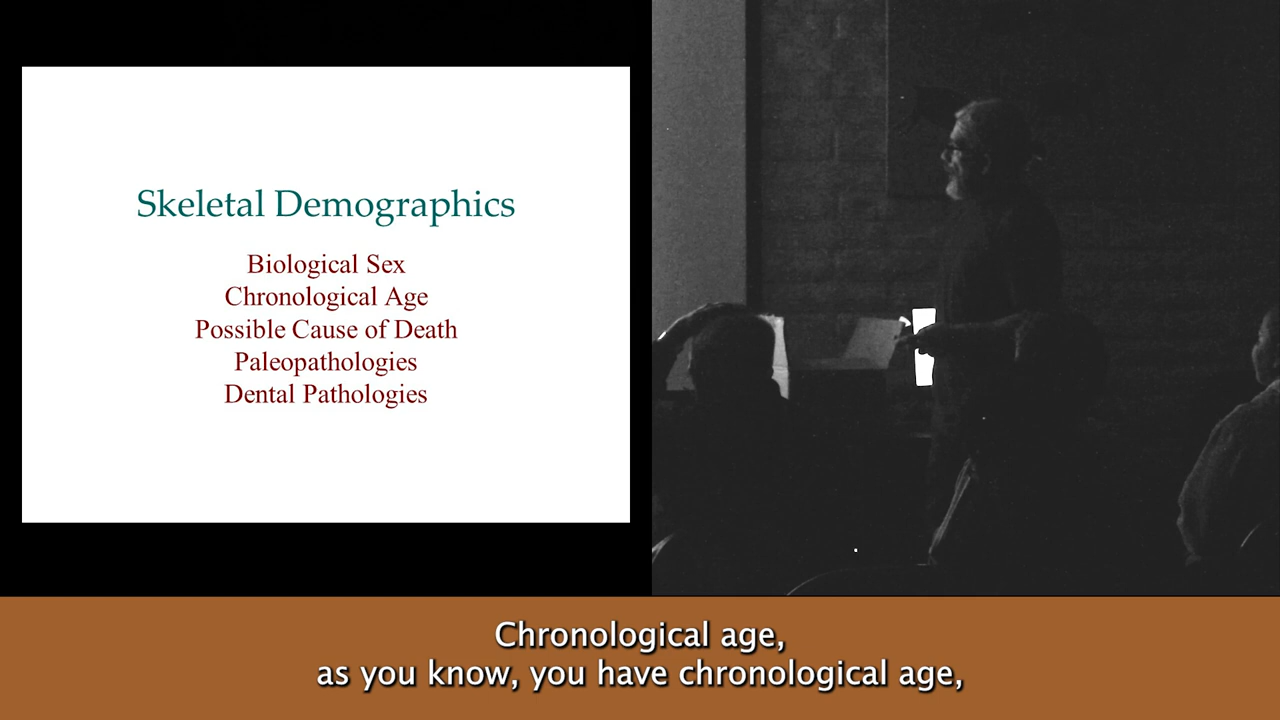 Skeletal Demographics
Biological Sex
Chronological Age
Possible Cause of Death
Paleopathologies
Dental Pathologies
Chronological age,
as you know, you have chronological age,